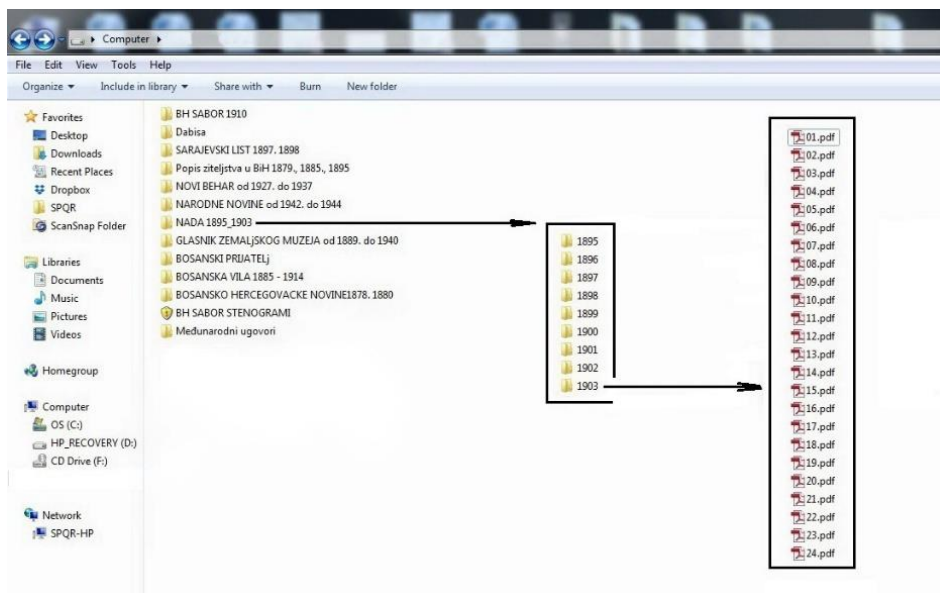 Computer
File Edit View Tools Help
Organize Include in library Share with Burn New folder
Favorites
Desktop
Downloads
Recent Places
Dropbox
SPQR
ScanSnap Folder
Libraries
Documents
Music
Pictures
Videos
Homegroup
Computer
OS (C:)
HP_RECOVERY (D:)
CD Drive (F:)
Network
SPQR-HP
BH SABOR 1910
Dabisa
SARAJEVSKI LIST 1897. 1898
Popis ziteljstva u BiH 1879., 1885., 1895
NOVI BEHAR od 1927. do 1937
NARODNE NOVINE od 1942. do 1944
NADA 1895_1903
GLASNIK ZEMALjSKOG MUZEJA od 1889. do 1940
BOSANSKI PRIJATELj
BOSANSKA VILA 1885 - 1914
BOSANSKO HERCEGOVACKE NOVINE1878. 1880
BH SABOR STENOGRAMI
Međunarodni ugovori
1895
1896
1897
1898
1899
1900
1901
1902
1903
01.pdf
02.pdf
03.pdf
04.pdf
05.pdf
06.pdf
07.pdf
08.pdf
09.pdf
10.pdf
11.pdf
12.pdf
13.pdf
14.pdf
15.pdf
16.pdf
17.pdf
18.pdf
19.pdf
20.pdf
21.pdf
22.pdf
23.pdf
24.pdf